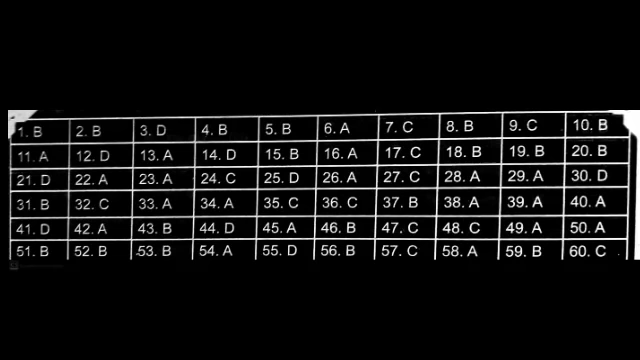 1. B 2. B 3. D 4. B 5. B 6. A 7. C 8. B 9. C 10. B
11. A 12. D 13. A 14. D 15. B 16. A 17. C 18. B 19. B 20. B
21. D 22. A 23. A 24. C 25. D 26. A 27. C 28. A 29. A 30. D
31. B 32. C 33. A 34. A 35. C 36. C 37. B 38. A 39. A 40. A
41. D 42. A 43. B 44. D 45. A 46. B 47. C 48. C 49. A 50. A
51. B 52. B 53. B 54. A 55. D 56. B 57. C 58. A 59. B 60. C